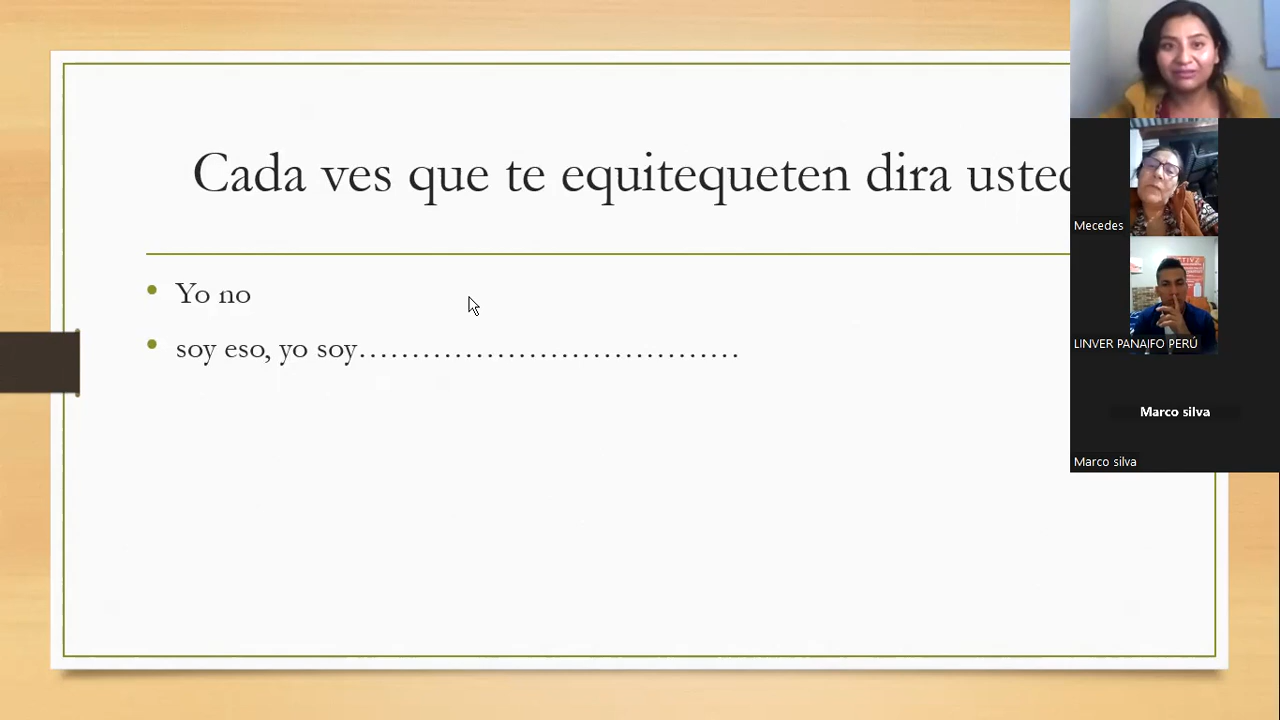 Cada ves que te equitequeten dira usted
Yo no
soy eso, yo soy……………………………………
Mecedes
LINVER PANAIFO PERÚ
Marco silva
Marco silva